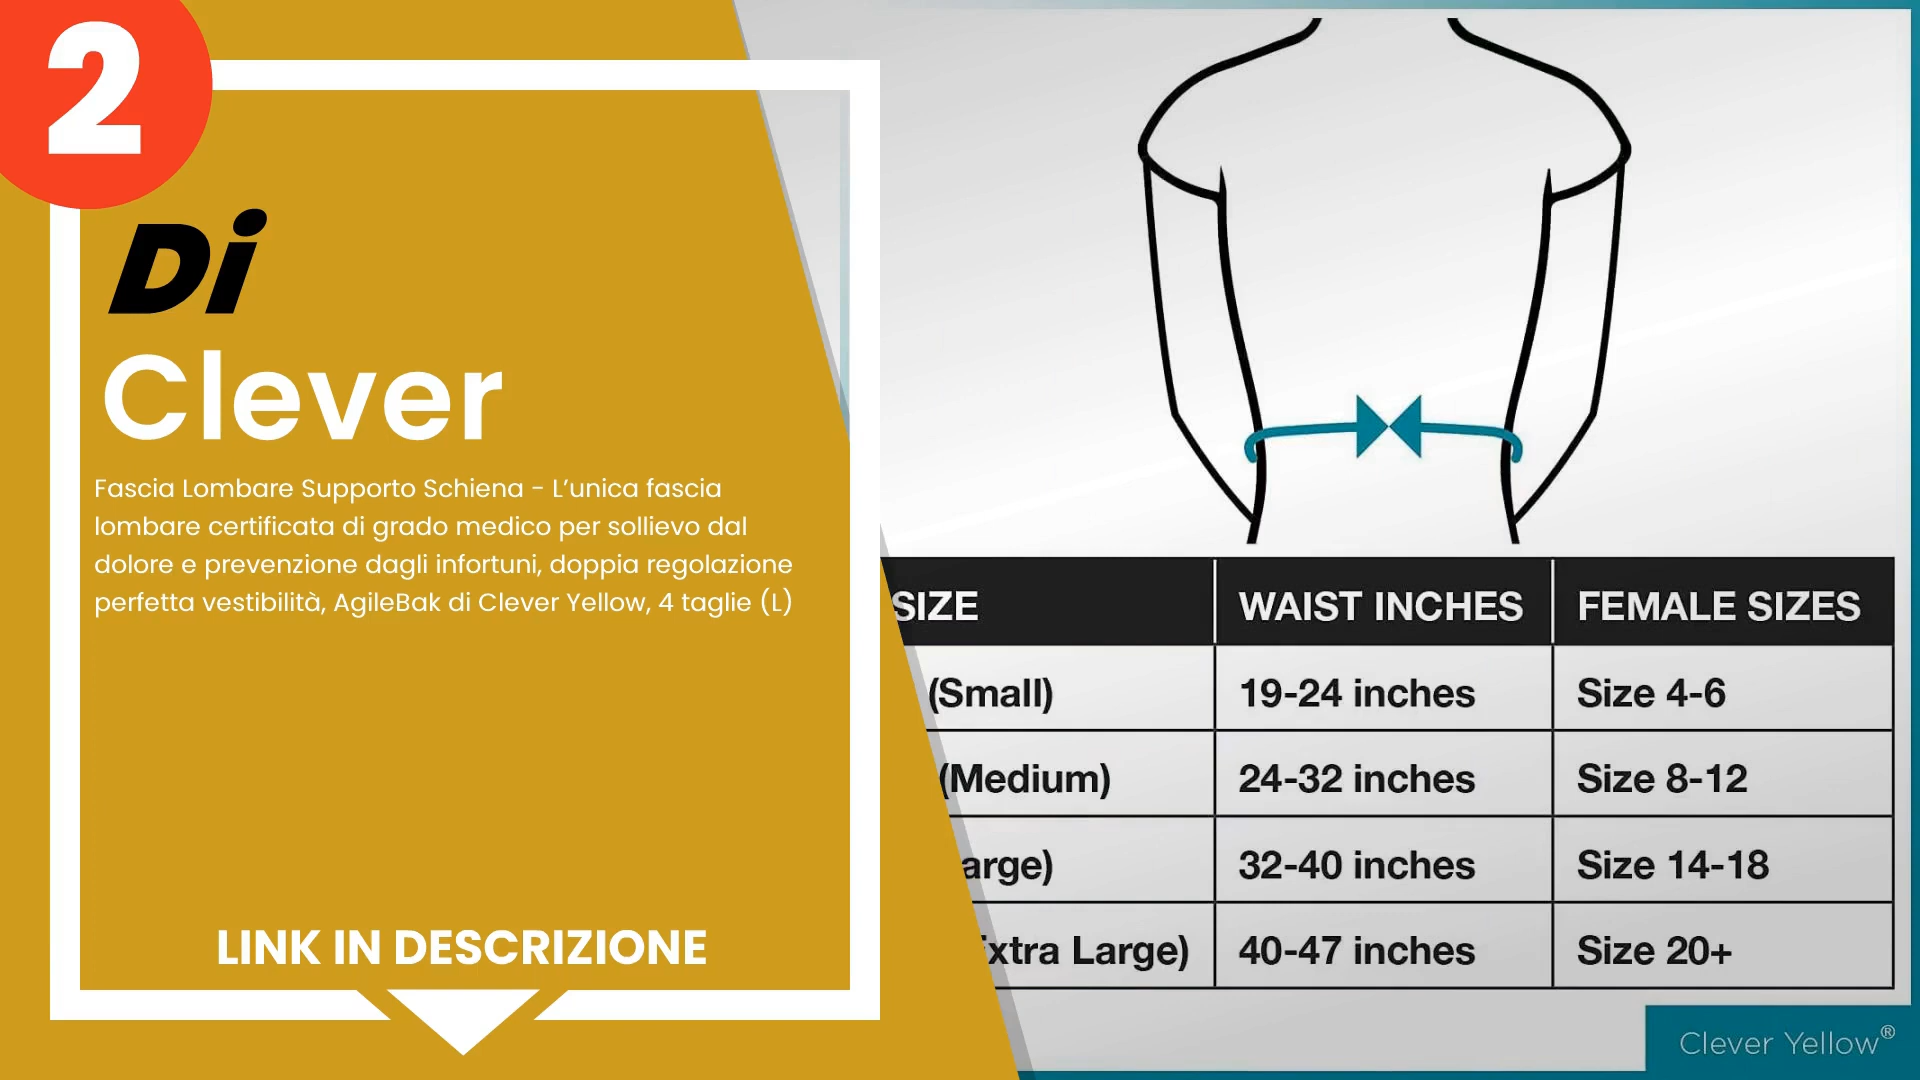 2
Di
Clever
Fascia Lombare Supporto Schiena - L’unica fascia
lombare certificata di grado medico per sollievo dal
dolore e prevenzione dagli infortuni, doppia regolazione
perfetta vestibilità, AgileBak di Clever Yellow, 4 taglie (L)
LINK IN DESCRIZIONE
SIZE WAIST INCHES FEMALE SIZES
(Small) 19-24 inches Size 4-6
(Medium) 24-32 inches Size 8-12
arge) 32-40 inches Size 14-18
xtra Large) 40-47 inches Size 20+
Clever Yellow®